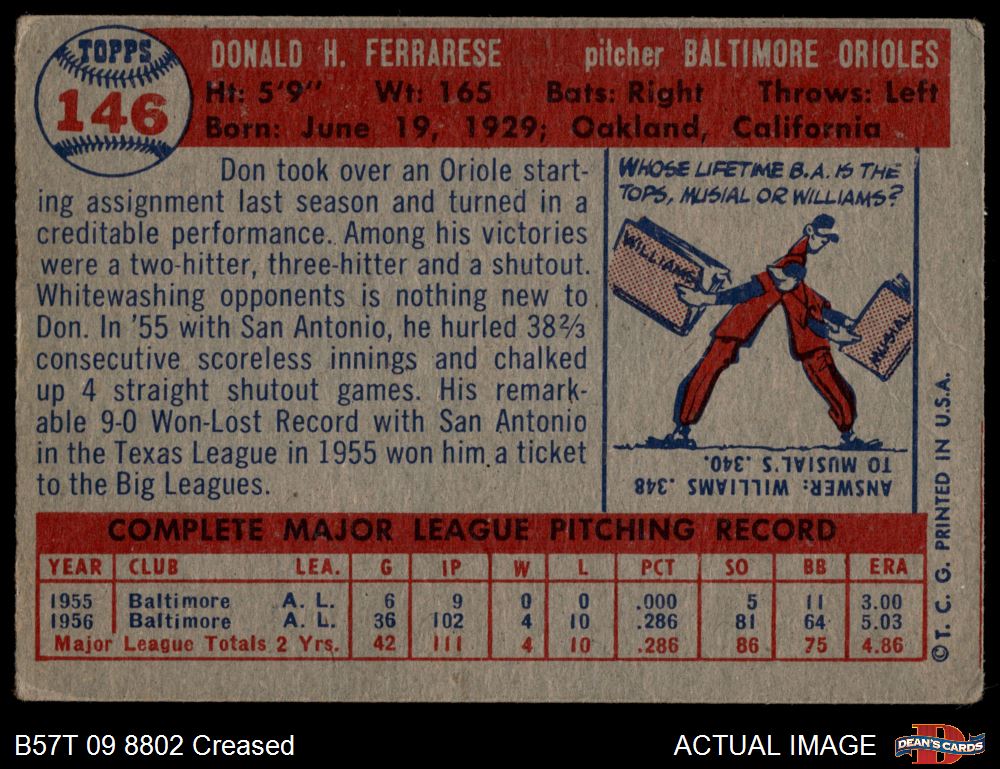 TOPPS
146
DONALD H. FERRARESE pitcher BALTIMORE ORIOLES
Ht: 5'9" Wt: 165 Bats: Right Throws: Left
Born: June 19, 1929; Oakland, California
Don took over an Oriole start-
ing assignment last season and turned in a
creditable performance. Among his victories
were a two-hitter, three-hitter and a shutout.
Whitewashing opponents is nothing new to
Don. In '55 with San Antonio, he hurled 38⅔
consecutive scoreless innings and chalked
up 4 straight shutout games. His remark-
able 9-0 Won-Lost Record with San Antonio
in the Texas League in 1955 won him a ticket
to the Big Leagues.
WHOSE LIFETIME B.A. IS THE
TOPS, MUSIAL OR WILLIAMS?
WILLIAMS
MUSIAL
ANSWER: WILLIAMS .348
TO MUSIAL'S .340.
COMPLETE MAJOR LEAGUE PITCHING RECORD
YEAR CLUB LEA. G IP W L PCT SO BB ERA
1955 Baltimore A. L. 6 9 0 0 .000 5 11 3.00
1956 Baltimore A. L. 36 102 4 10 .286 81 64 5.03
Major League Totals 2 Yrs. 42 111 4 10 .286 86 75 4.86
© T. C. G. PRINTED IN U.S.A.
B57T 09 8802 Creased
ACTUAL IMAGE
DEAN'S CARDS